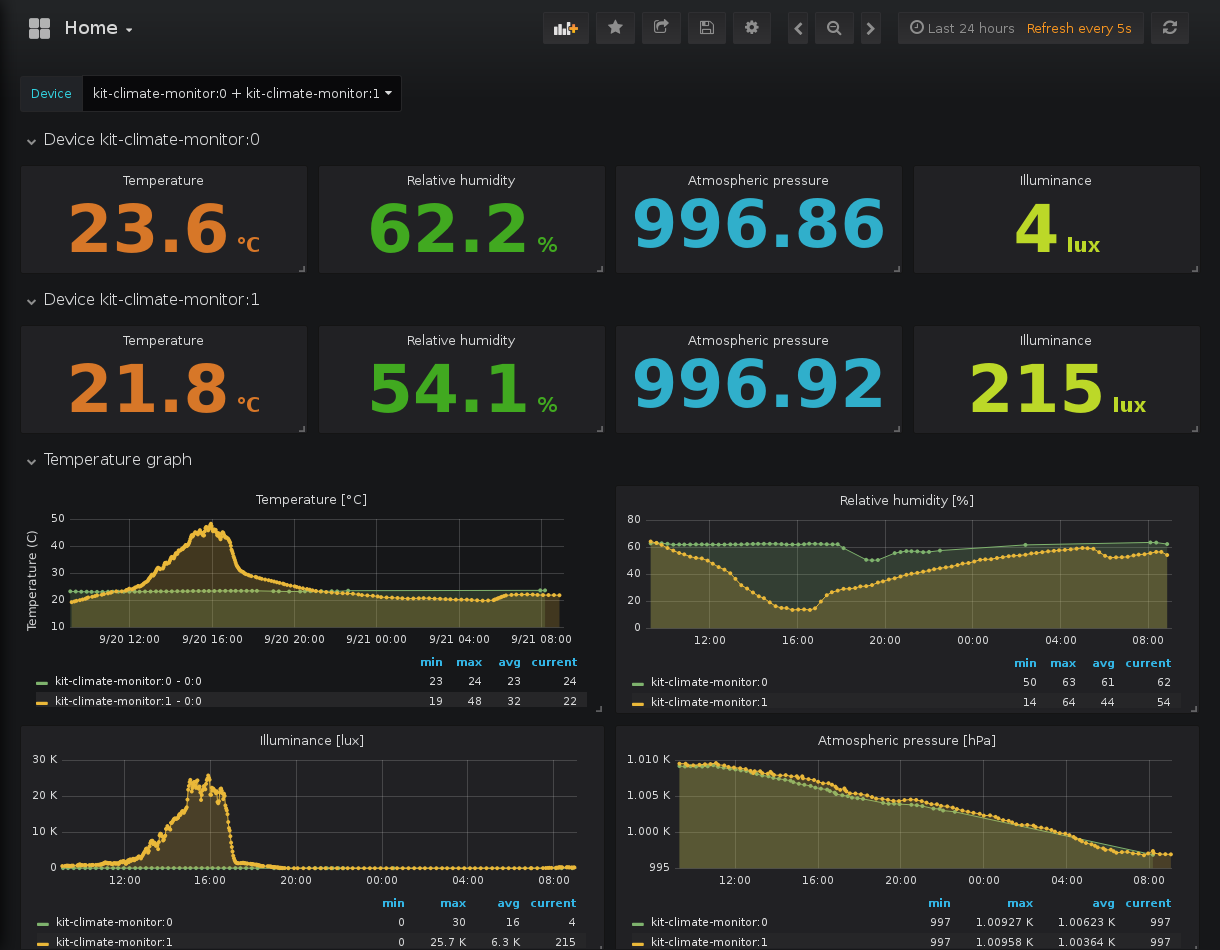 Home
Last 24 hours Refresh every 5s
Device kit-climate-monitor:0 + kit-climate-monitor:1
Device kit-climate-monitor:0
Temperature Relative humidity Atmospheric pressure Illuminance
23.6 °C 62.2 % 996.86 4 lux
Device kit-climate-monitor:1
Temperature Relative humidity Atmospheric pressure Illuminance
21.8 °C 54.1 % 996.92 215 lux
Temperature graph
Temperature [°C]
Temperature (C)
50
40
30
20
10
9/20 12:00 9/20 16:00 9/20 20:00 9/21 00:00 9/21 04:00 9/21 08:00
min max avg current
kit-climate-monitor:0 - 0:0 23 24 23 24
kit-climate-monitor:1 - 0:0 19 48 32 22
Relative humidity [%]
80
60
40
20
0
12:00 16:00 20:00 00:00 04:00 08:00
min max avg current
kit-climate-monitor:0 50 63 61 62
kit-climate-monitor:1 14 64 44 54
Illuminance [lux]
30 K
20 K
10 K
0
12:00 16:00 20:00 00:00 04:00 08:00
min max avg current
kit-climate-monitor:0 0 30 16 4
kit-climate-monitor:1 0 25.7 K 6.3 K 215
Atmospheric pressure [hPa]
1.010 K
1.005 K
1.000 K
995
12:00 16:00 20:00 00:00 04:00 08:00
min max avg current
kit-climate-monitor:0 997 1.00927 K 1.00623 K 997
kit-climate-monitor:1 997 1.00958 K 1.00364 K 997